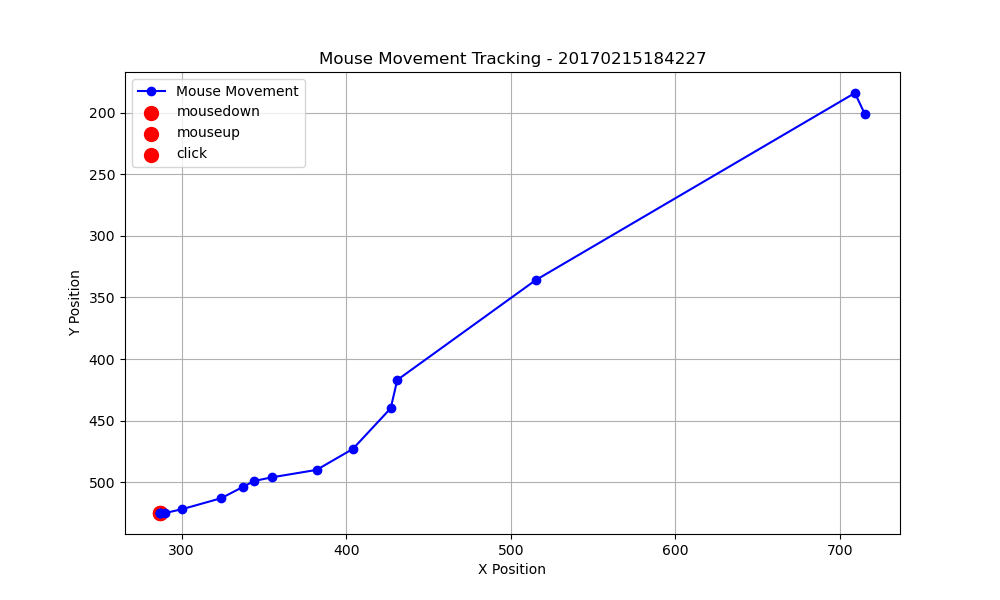 Mouse Movement Tracking - 20170215184227
Mouse Movement
mousedown
mouseup
click
200
250
300
350
400
450
500
Y Position
300
400
500
600
700
X Position